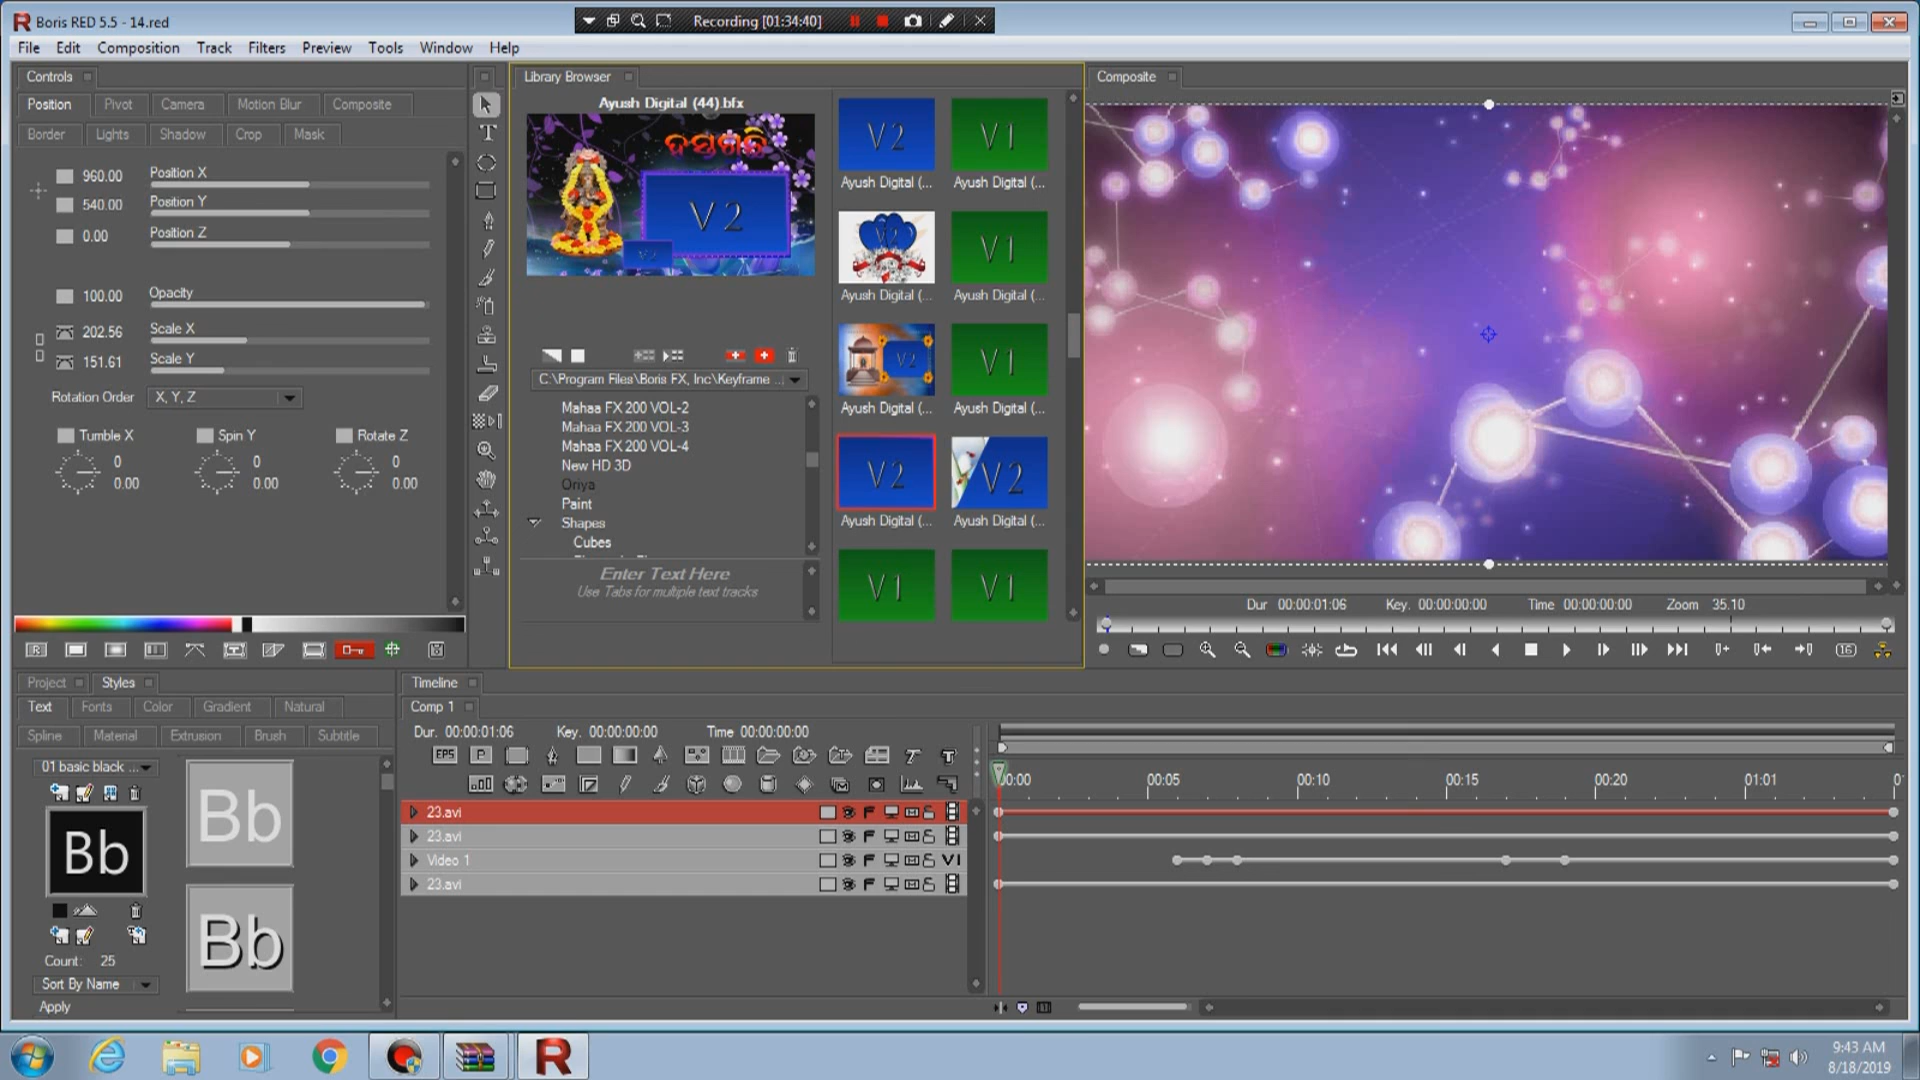 Boris RED 5.5 - 14.red
Recording [01:34:40]
File Edit Composition Track Filters Preview Tools Window Help
Controls
Position Pivot Camera Motion Blur Composite
Border Lights Shadow Crop Mask
960.00 Position X
540.00 Position Y
0.00 Position Z
100.00 Opacity
202.56 Scale X
151.61 Scale Y
Rotation Order X, Y, Z
Tumble X Spin Y Rotate Z
0 0 0
0.00 0.00 0.00
Library Browser
Ayush Digital (44).bfx
ହସ୍ତଗଣ୍ଠି
V 2
V 2
C:\Program Files\Boris FX, Inc\Keyframe ...
Mahaa FX 200 VOL-2
Mahaa FX 200 VOL-3
Mahaa FX 200 VOL-4
New HD 3D
Oriya
Paint
Shapes
Cubes
Enter Text Here
Use Tabs for multiple text tracks
V2 V1
Ayush Digital (... Ayush Digital (...
V2 V1
Ayush Digital (... Ayush Digital (...
V2 V1
Ayush Digital (... Ayush Digital (...
V2 V2
Ayush Digital (... Ayush Digital (...
V1 V1
Composite
Dur 00:00:01:06 Key. 00:00:00:00 Time 00:00:00:00 Zoom 35.10
16
Project Styles
Text Fonts Color Gradient Natural
Spline Material Extrusion Brush Subtitle
01 basic black ...
Bb
Bb
Bb
Count: 25
Sort By Name
Apply
Timeline
Comp 1
Dur. 00:00:01:06 Key. 00:00:00:00 Time 00:00:00:00
EPS P
00:00 00:05 00:10 00:15 00:20 01:01 0
23.avi
23.avi
Video 1 V1
23.avi
9:43 AM
8/18/2019